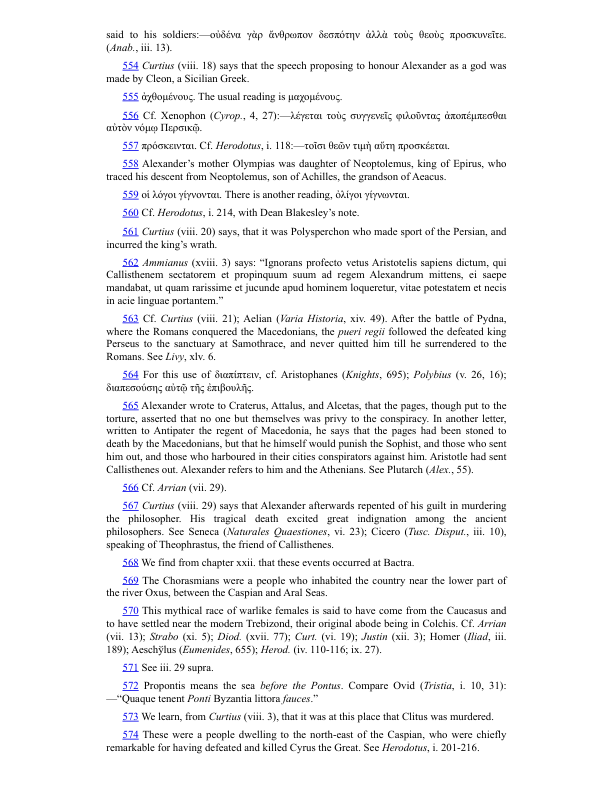 said to his soldiers:—οὐδένα γὰρ ἄνθρωπον δεσπότην ἀλλὰ τοὺς θεοὺς προσκυνεῖτε.
(Anab., iii. 13).
554 Curtius (viii. 18) says that the speech proposing to honour Alexander as a god was
made by Cleon, a Sicilian Greek.
555 ἀχθομένους. The usual reading is μαχομένους.
556 Cf. Xenophon (Cyrop., 4, 27):—λέγεται τοὺς συγγενεῖς φιλοῦντας ἀποπέμπεσθαι
αὐτὸν νόμῳ Περσικῷ.
557 πρόσκεινται. Cf. Herodotus, i. 118:—τοῖσι θεῶν τιμὴ αὕτη προσκέεται.
558 Alexander’s mother Olympias was daughter of Neoptolemus, king of Epirus, who
traced his descent from Neoptolemus, son of Achilles, the grandson of Aeacus.
559 οἱ λόγοι γίγνονται. There is another reading, ὀλίγοι γίγνωνται.
560 Cf. Herodotus, i. 214, with Dean Blakesley’s note.
561 Curtius (viii. 20) says, that it was Polysperchon who made sport of the Persian, and
incurred the king’s wrath.
562 Ammianus (xviii. 3) says: “Ignorans profecto vetus Aristotelis sapiens dictum, qui
Callisthenem sectatorem et propinquum suum ad regem Alexandrum mittens, ei saepe
mandabat, ut quam rarissime et jucunde apud hominem loqueretur, vitae potestatem et necis
in acie linguae portantem.”
563 Cf. Curtius (viii. 21); Aelian (Varia Historia, xiv. 49). After the battle of Pydna,
where the Romans conquered the Macedonians, the pueri regii followed the defeated king
Perseus to the sanctuary at Samothrace, and never quitted him till he surrendered to the
Romans. See Livy, xlv. 6.
564 For this use of διαπίπτειν, cf. Aristophanes (Knights, 695); Polybius (v. 26, 16);
διαπεσούσης αὐτῷ τῆς ἐπιβουλῆς.
565 Alexander wrote to Craterus, Attalus, and Alcetas, that the pages, though put to the
torture, asserted that no one but themselves was privy to the conspiracy. In another letter,
written to Antipater the regent of Macedonia, he says that the pages had been stoned to
death by the Macedonians, but that he himself would punish the Sophist, and those who sent
him out, and those who harboured in their cities conspirators against him. Aristotle had sent
Callisthenes out. Alexander refers to him and the Athenians. See Plutarch (Alex., 55).
566 Cf. Arrian (vii. 29).
567 Curtius (viii. 29) says that Alexander afterwards repented of his guilt in murdering
the philosopher. His tragical death excited great indignation among the ancient
philosophers. See Seneca (Naturales Quaestiones, vi. 23); Cicero (Tusc. Disput., iii. 10),
speaking of Theophrastus, the friend of Callisthenes.
568 We find from chapter xxii. that these events occurred at Bactra.
569 The Chorasmians were a people who inhabited the country near the lower part of
the river Oxus, between the Caspian and Aral Seas.
570 This mythical race of warlike females is said to have come from the Caucasus and
to have settled near the modern Trebizond, their original abode being in Colchis. Cf. Arrian
(vii. 13); Strabo (xi. 5); Diod. (xvii. 77); Curt. (vi. 19); Justin (xii. 3); Homer (Iliad, iii.
189); Aeschȳlus (Eumenides, 655); Herod. (iv. 110-116; ix. 27).
571 See iii. 29 supra.
572 Propontis means the sea before the Pontus. Compare Ovid (Tristia, i. 10, 31):
—“Quaque tenent Ponti Byzantia littora fauces.”
573 We learn, from Curtius (viii. 3), that it was at this place that Clitus was murdered.
574 These were a people dwelling to the north-east of the Caspian, who were chiefly
remarkable for having defeated and killed Cyrus the Great. See Herodotus, i. 201-216.